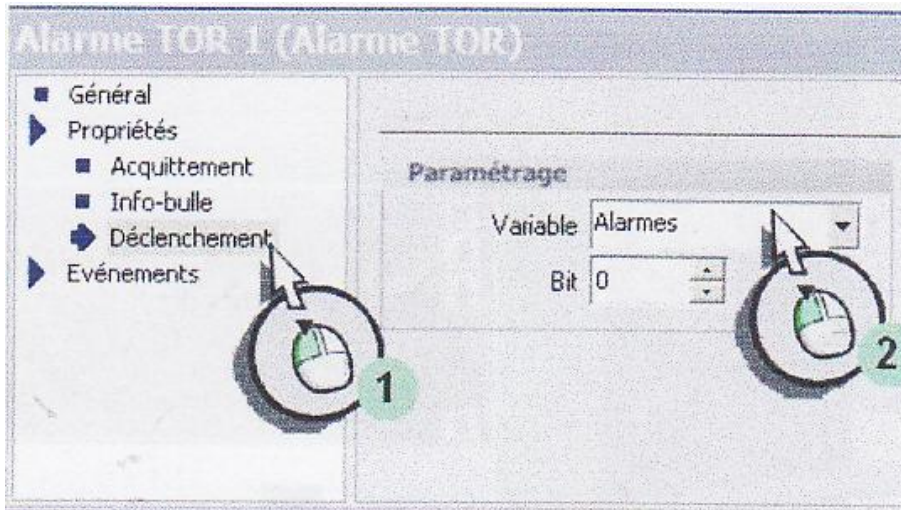 Alarme TOR 1 (Alarme TOR)
Général
Propriétés
Acquittement
Info-bulle
Déclenchement
Evénements
Paramétrage
Variable Alarmes
Bit 0
1
2